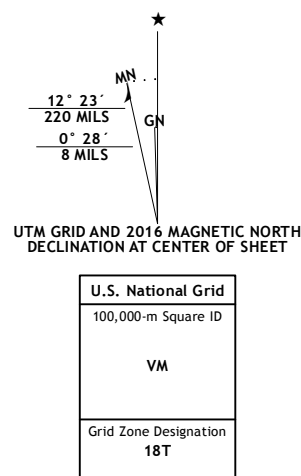 ★
MN
12° 23´
220 MILS
GN
0° 28´
8 MILS
UTM GRID AND 2016 MAGNETIC NORTH
DECLINATION AT CENTER OF SHEET
U.S. National Grid
100,000-m Square ID
VM
Grid Zone Designation
18T